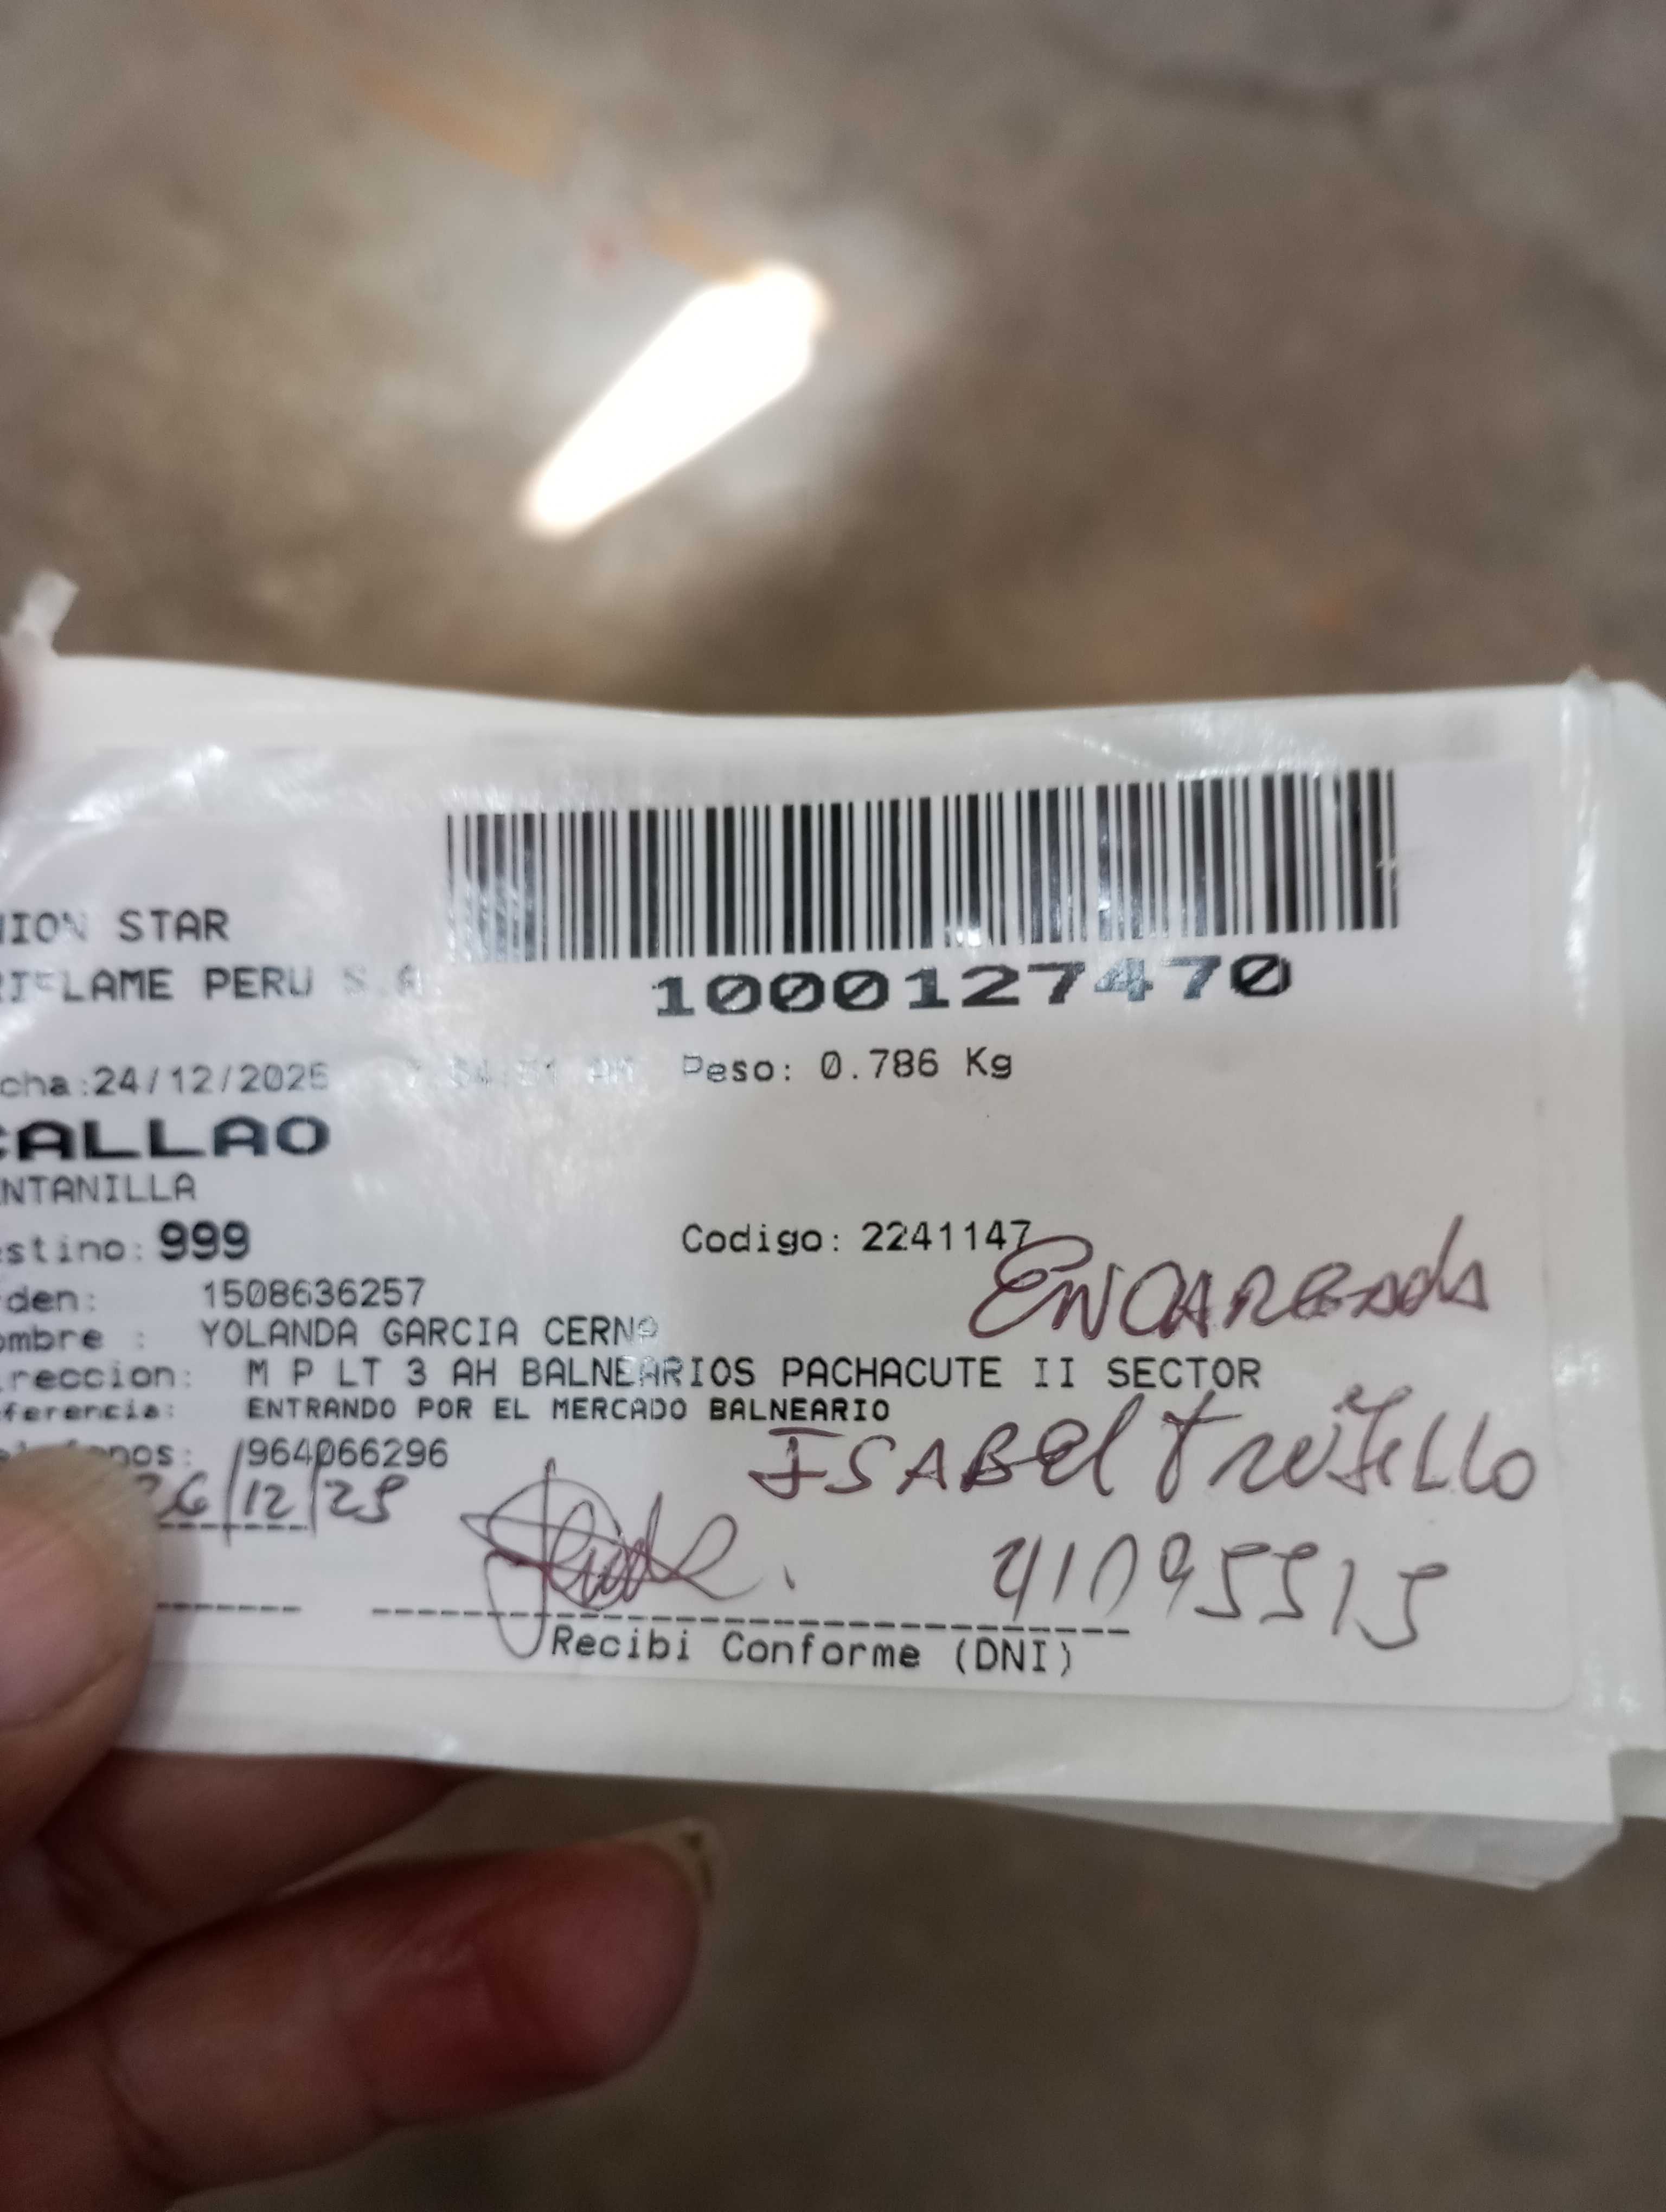 NION STAR
RIFLAME PERU S.A.
1000127470
cha:24/12/2025 Peso: 0.786 Kg
CALLAO
NTANILLA
stino: 999 Codigo: 2241147
ENCARGADA
den: 1508636257
ombre : YOLANDA GARCIA CERNA
reccion: M P LT 3 AH BALNEARIOS PACHACUTE II SECTOR
ferencia: ENTRANDO POR EL MERCADO BALNEARIO
nos: /964066296
ISABEL TRUJILLO
26/12/25
41095515
Recibi Conforme (DNI)